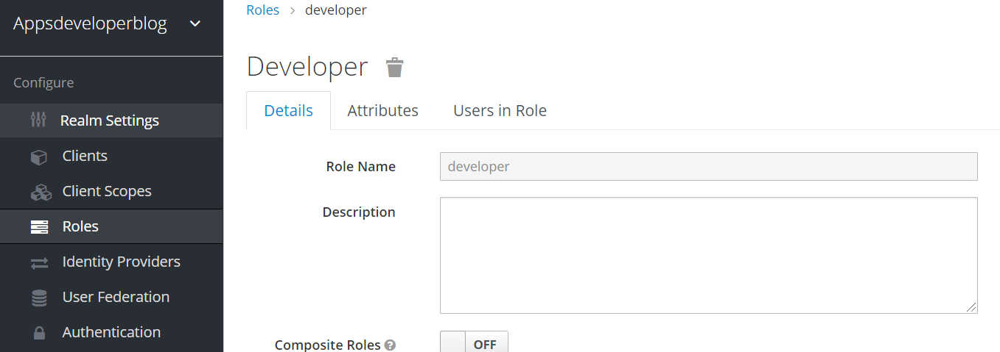 Appsdeveloperblog
Configure
Realm Settings
Clients
Client Scopes
Roles
Identity Providers
User Federation
Authentication
Roles > developer
Developer
Details Attributes Users in Role
Role Name developer
Description
Composite Roles ? OFF